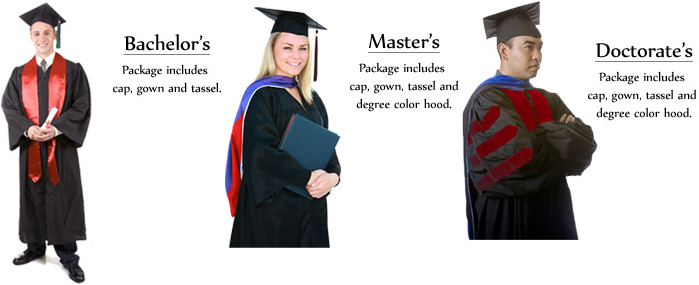 Bachelor's
Package includes
cap, gown and tassel.
Master's
Package includes
cap, gown, tassel and
degree color hood.
Doctorate's
Package includes
cap, gown, tassel and
degree color hood.